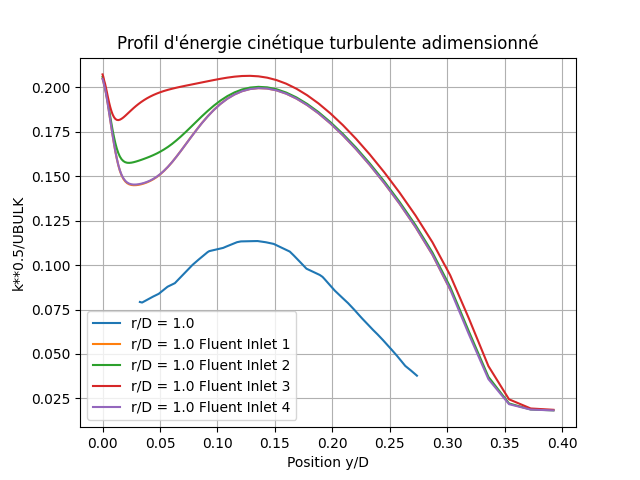 Profil d'énergie cinétique turbulente adimensionné
k**0.5/UBULK
0.200
0.175
0.150
0.125
0.100
0.075
0.050
0.025
r/D = 1.0
r/D = 1.0 Fluent Inlet 1
r/D = 1.0 Fluent Inlet 2
r/D = 1.0 Fluent Inlet 3
r/D = 1.0 Fluent Inlet 4
0.00 0.05 0.10 0.15 0.20 0.25 0.30 0.35 0.40
Position y/D